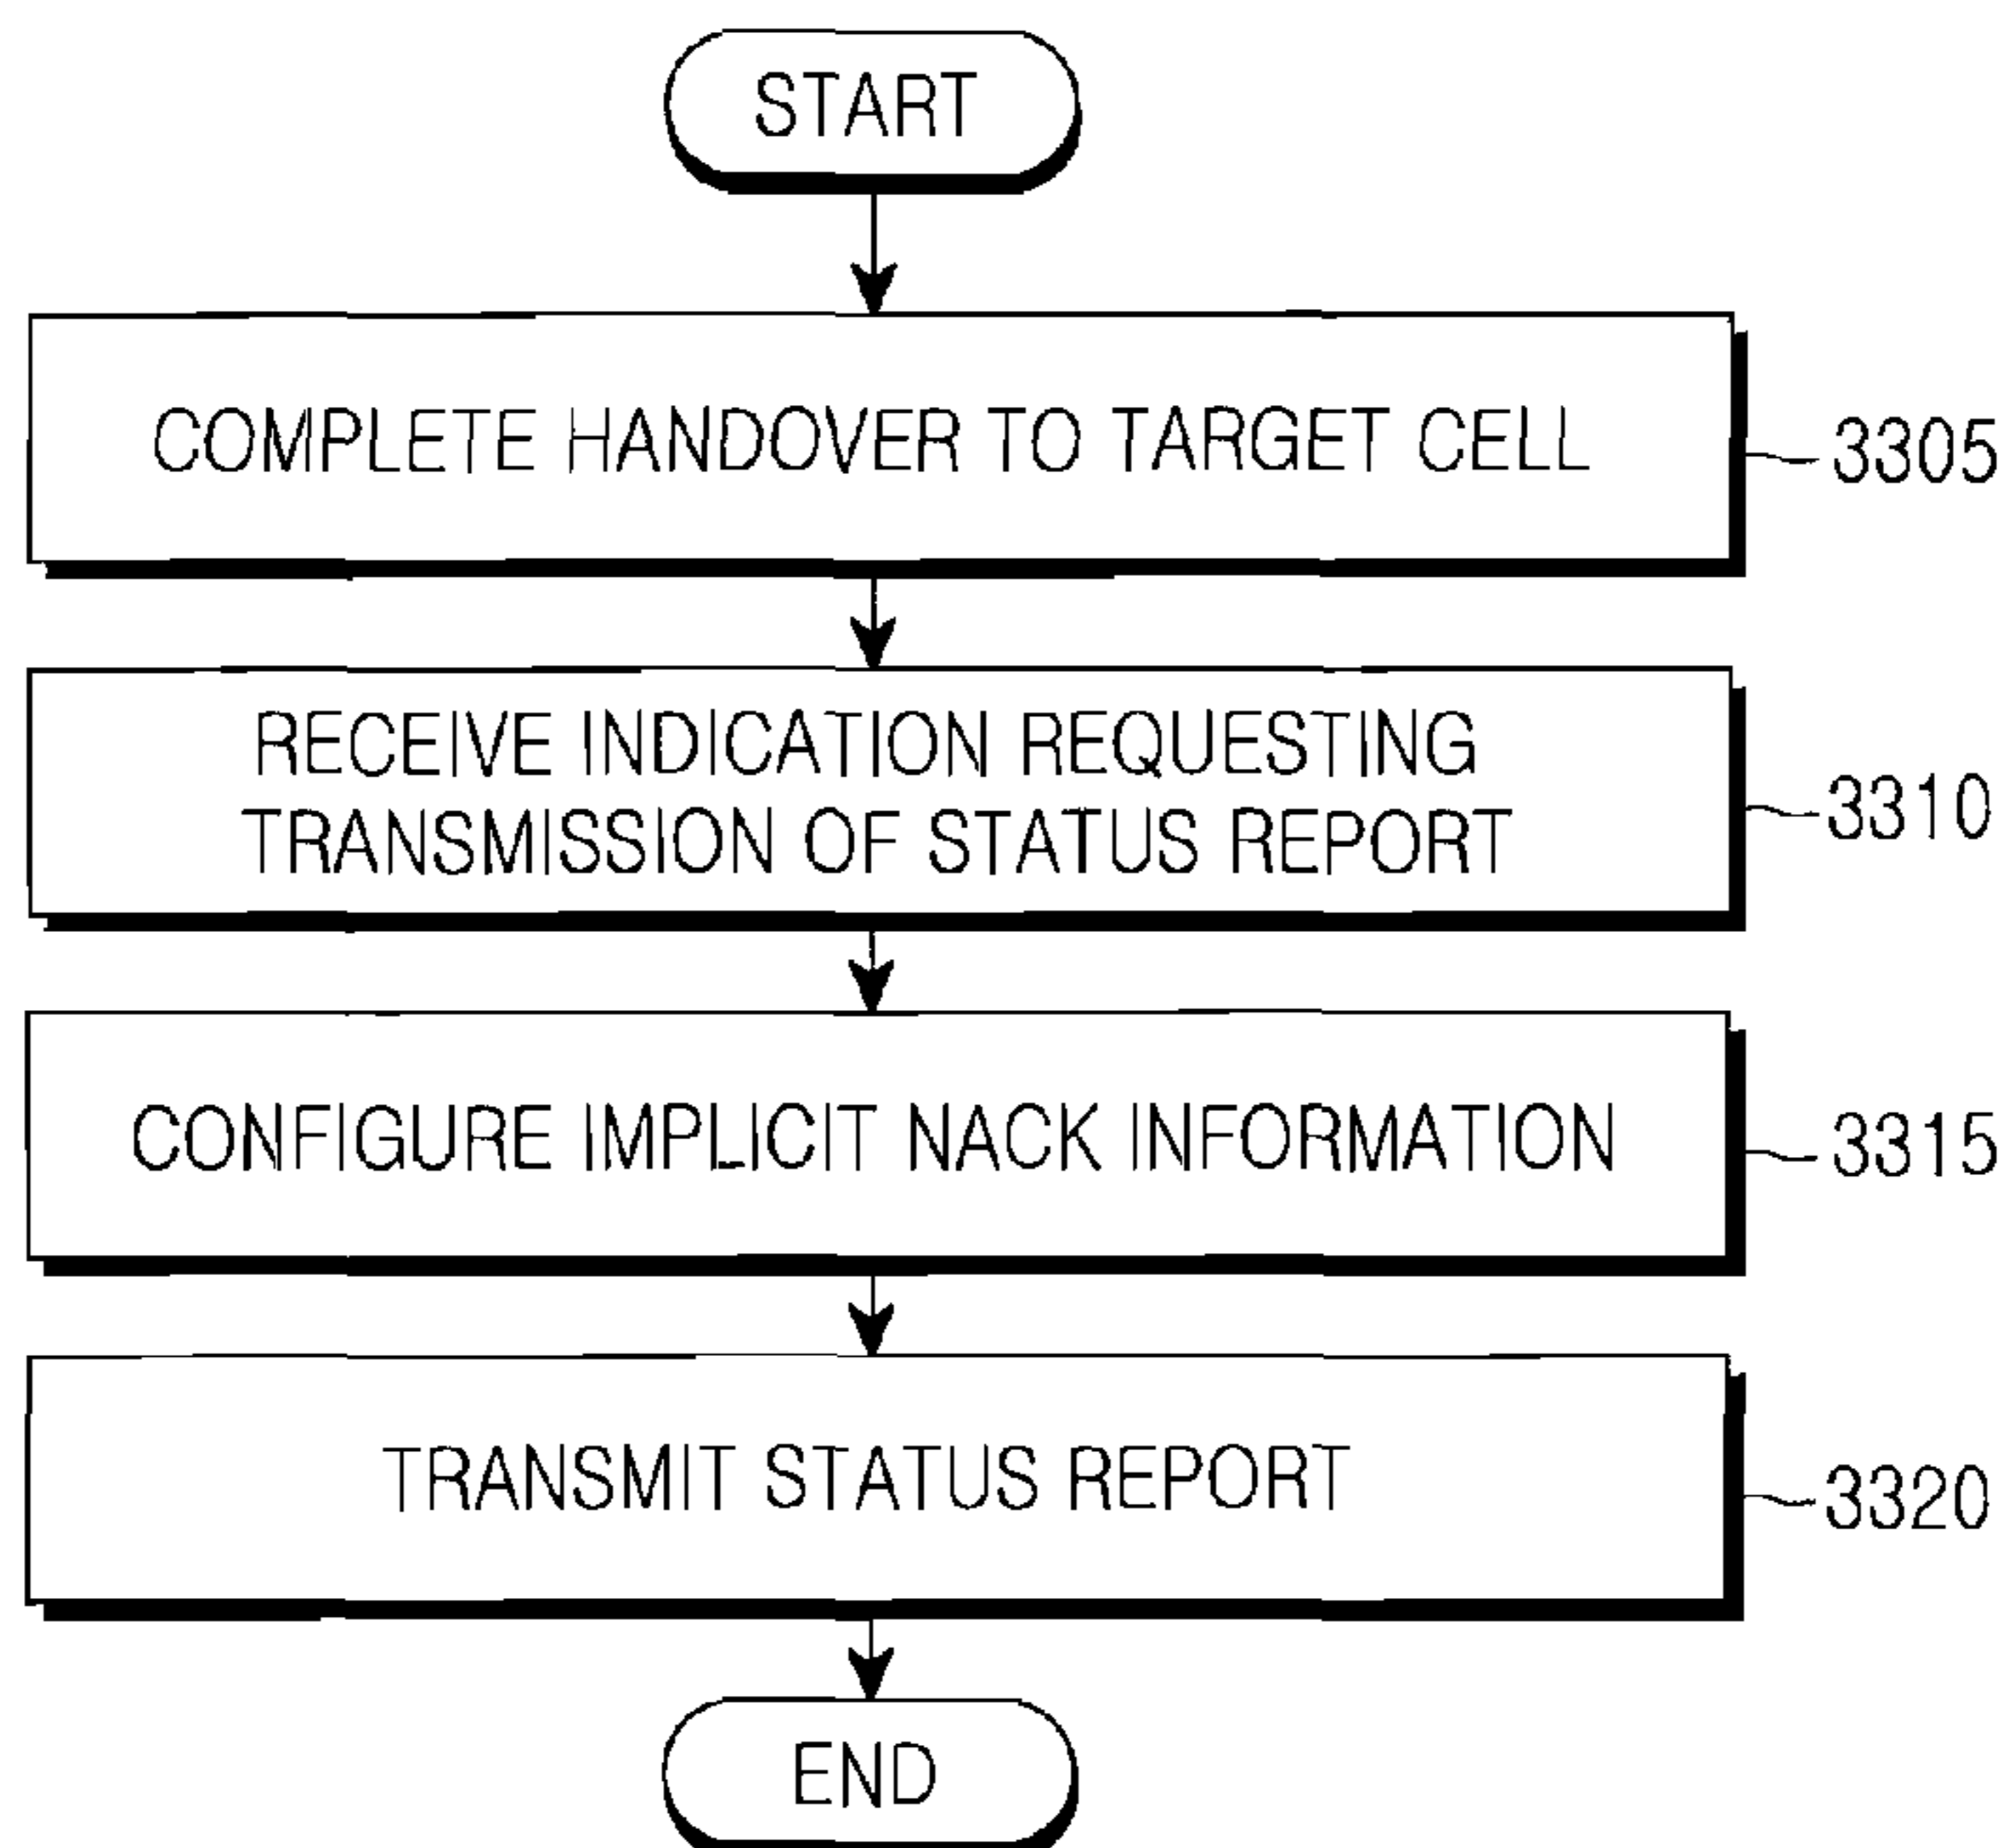 START
COMPLETE HANDOVER TO TARGET CELL
3305
RECEIVE INDICATION REQUESTING
TRANSMISSION OF STATUS REPORT
3310
CONFIGURE IMPLICIT NACK INFORMATION
3315
TRANSMIT STATUS REPORT
3320
END